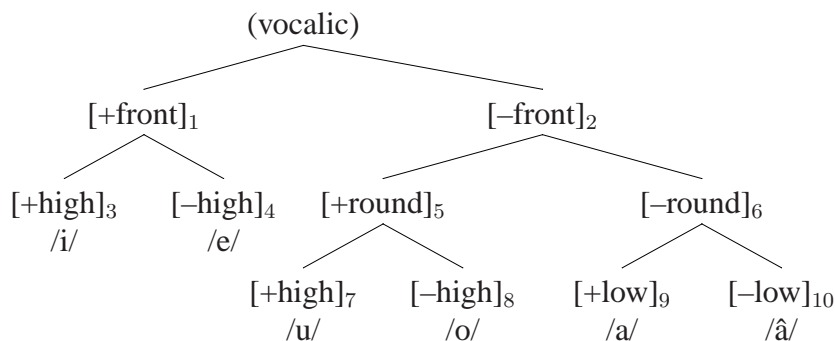 (vocalic)
[+front]₁ [–front]₂
[+high]₃ [–high]₄ [+round]₅ [–round]₆
/i/ /e/
[+high]₇ [–high]₈ [+low]₉ [–low]₁₀
/u/ /o/ /a/ /â/